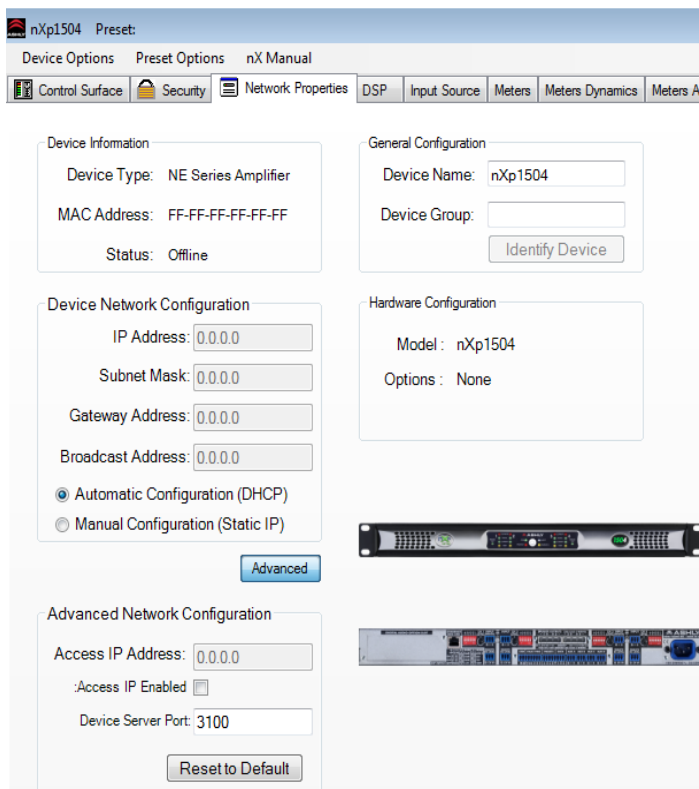 nXp1504 Preset:
Device Options Preset Options nX Manual
Control Surface Security Network Properties DSP Input Source Meters Meters Dynamics Meters A
Device Information
Device Type: NE Series Amplifier
MAC Address: FF-FF-FF-FF-FF-FF
Status: Offline
General Configuration
Device Name: nXp1504
Device Group:
Identify Device
Device Network Configuration
IP Address: 0.0.0.0
Subnet Mask: 0.0.0.0
Gateway Address: 0.0.0.0
Broadcast Address: 0.0.0.0
Automatic Configuration (DHCP)
Manual Configuration (Static IP)
Advanced
Hardware Configuration
Model : nXp1504
Options : None
Advanced Network Configuration
Access IP Address: 0.0.0.0
:Access IP Enabled
Device Server Port: 3100
Reset to Default